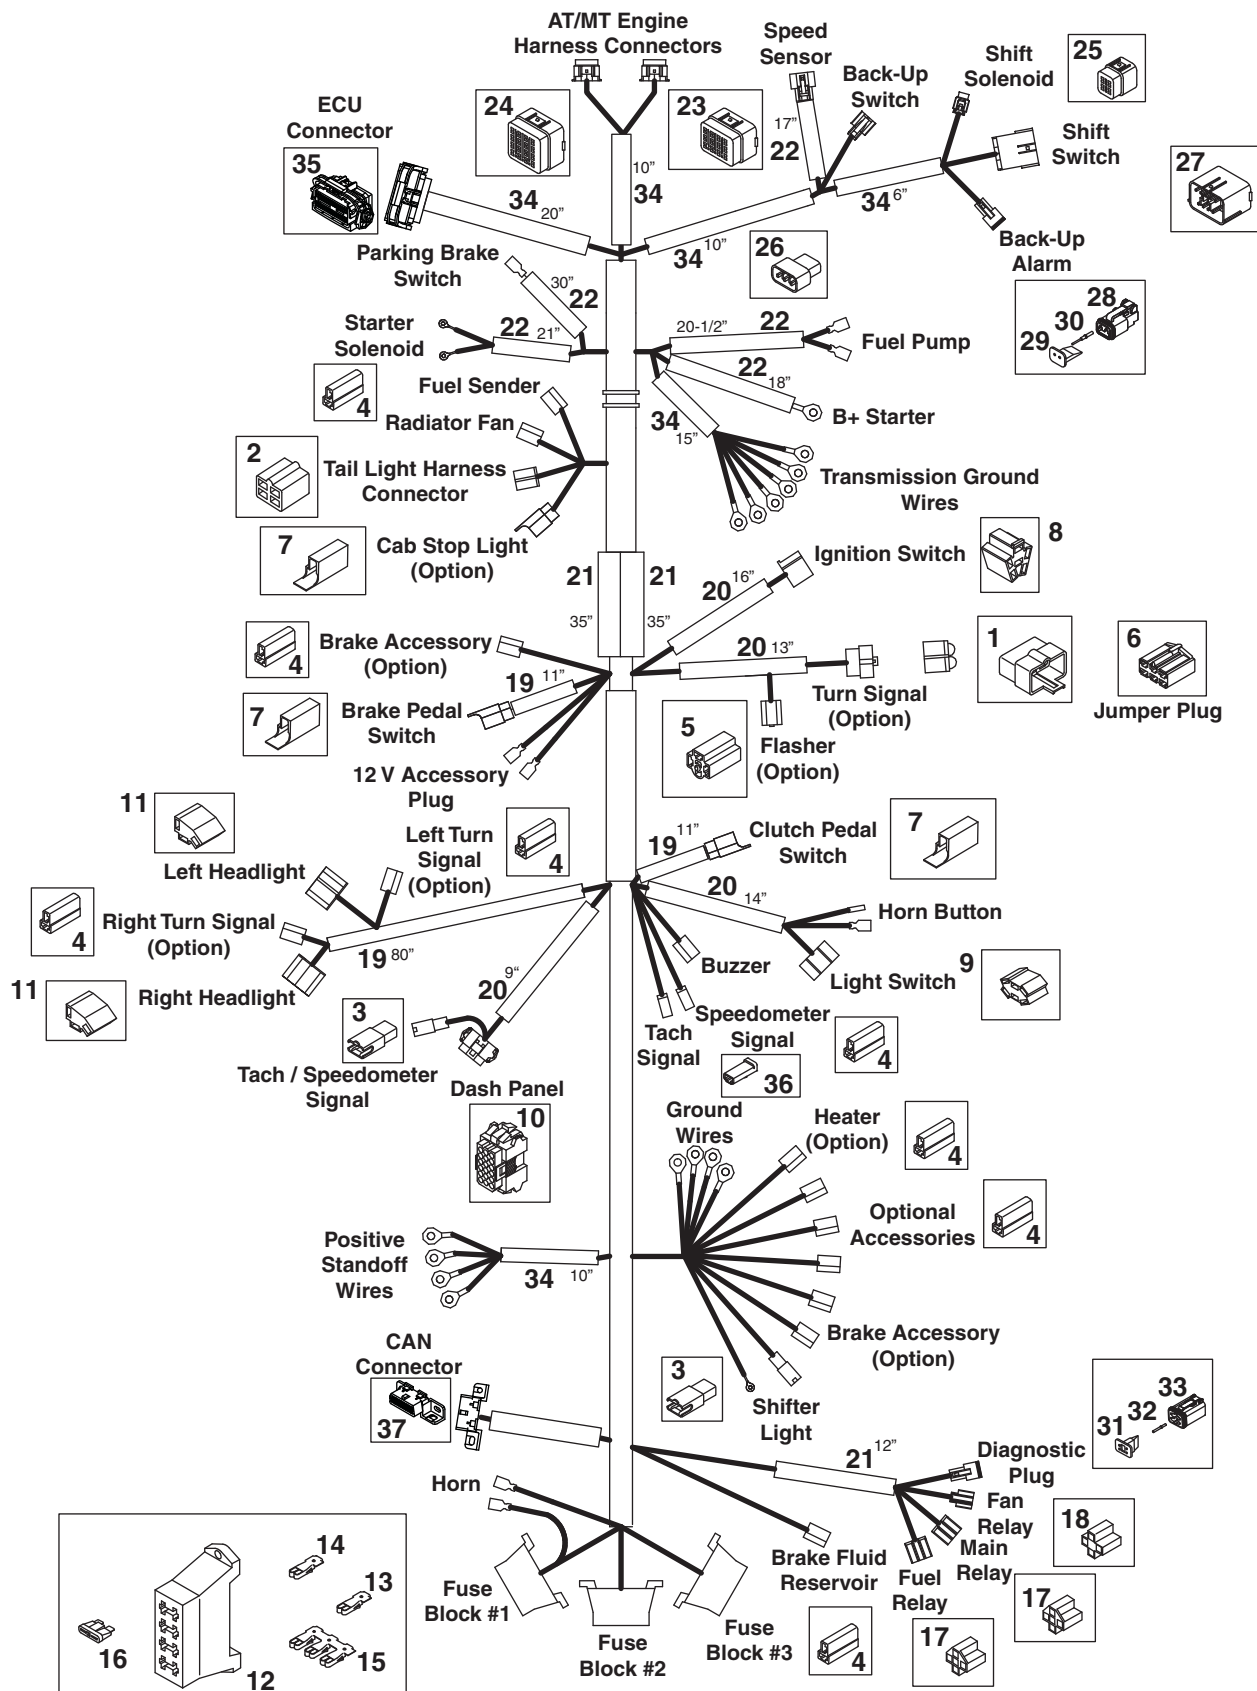 AT/MT Engine
Harness Connectors
Speed
Sensor
Back-Up
Switch
Shift
Solenoid
25
ECU
Connector
35
24
23
17”
22
Shift
Switch
27
10”
34
34
20”
34
10”
34
6”
Back-Up
Alarm
Parking Brake
Switch
30”
22
26
28
30
29
Starter
Solenoid
22
21”
20-1/2”
22
Fuel Pump
22
18”
B+ Starter
4
Fuel Sender
Radiator Fan
34
15”
2
Tail Light Harness
Connector
Transmission Ground
Wires
7
Cab Stop Light
(Option)
Ignition Switch
8
21
21
35”
35”
20
16”
4
Brake Accessory
(Option)
20
13”
1
6
Jumper Plug
19
11”
7
Brake Pedal
Switch
Turn Signal
(Option)
5
Flasher
(Option)
12 V Accessory
Plug
11
Left Headlight
Left Turn
Signal
(Option)
4
19
11”
Clutch Pedal
Switch
7
4
Right Turn Signal
(Option)
19
80”
20
14”
Horn Button
11
Right Headlight
20
9“
Buzzer
Light Switch
9
3
Tach / Speedometer
Signal
Tach
Signal
Speedometer
Signal
36
4
Dash Panel
10
Ground
Wires
Heater
(Option)
4
Optional
Accessories
4
Positive
Standoff
Wires
34
10”
Brake Accessory
(Option)
CAN
Connector
37
3
Shifter
Light
33
32
31
21
12”
Diagnostic
Plug
Horn
Fan
Relay
18
Main
Relay
17
Fuel
Relay
17
Brake Fluid
Reservoir
4
Fuse
Block #1
Fuse
Block #2
Fuse
Block #3
14
13
15
16
12